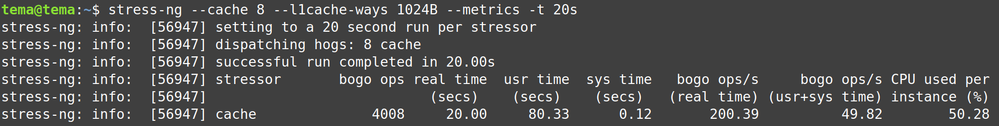 tema@tema:~$ stress-ng --cache 8 --l1cache-ways 1024B --metrics -t 20s
stress-ng: info:  [56947] setting to a 20 second run per stressor
stress-ng: info:  [56947] dispatching hogs: 8 cache
stress-ng: info:  [56947] successful run completed in 20.00s
stress-ng: info:  [56947] stressor       bogo ops real time  usr time  sys time   bogo ops/s     bogo ops/s CPU used per
stress-ng: info:  [56947]                           (secs)    (secs)    (secs)   (real time) (usr+sys time) instance (%)
stress-ng: info:  [56947] cache              4008     20.00     80.33      0.12       200.39          49.82        50.28